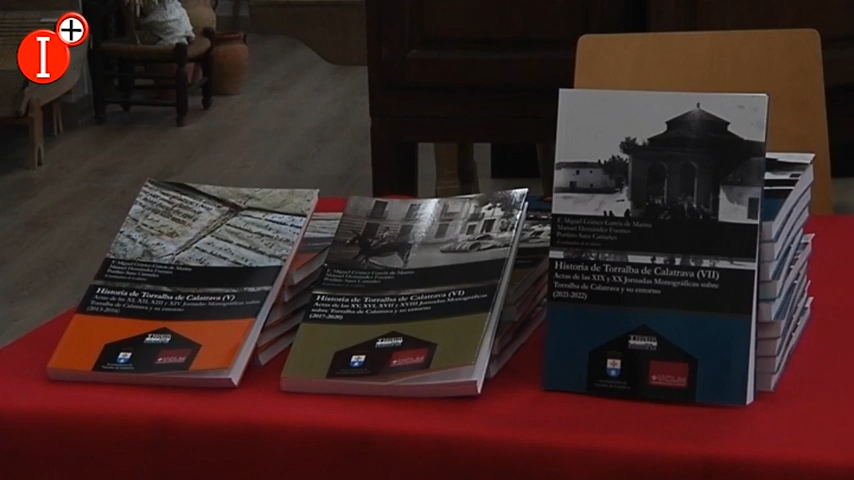 I+
F. Miguel Gómez García de Marina
Manuel Hernández Fuentes
Porfirio Sanz Camañes
Historia de Torralba de Calatrava (V)
Actas de las XI, XII, XIII y XIV Jornadas Monográficas sobre
Torralba de Calatrava y su entorno
(2013-2016)
F. Miguel Gómez García de Marina
Manuel Hernández Fuentes
Porfirio Sanz Camañes
Historia de Torralba de Calatrava (VI)
Actas de las XV, XVI, XVII y XVIII Jornadas Monográficas
sobre Torralba de Calatrava y su entorno
(2017-2020)
F. Miguel Gómez García de Marina
Manuel Hernández Fuentes
Porfirio Sanz Camañes
Historia de Torralba de Calatrava (VII)
Actas de las XIX y XX Jornadas Monográficas sobre
Torralba de Calatrava y su entorno
(2021-2022)